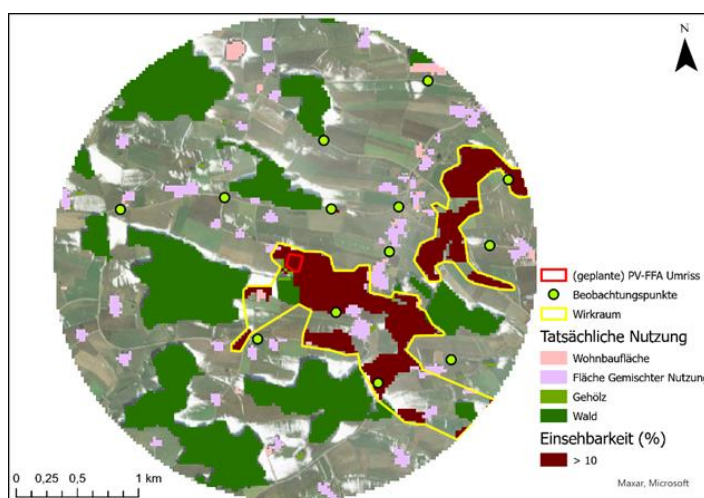 N
(geplante) PV-FFA Umriss
Beobachtungspunkte
Wirkraum
Tatsächliche Nutzung
Wohnbaufläche
Fläche Gemischter Nutzung
Gehölz
Wald
Einsehbarkeit (%)
> 10
0 0,25 0,5 1 km
Maxar, Microsoft